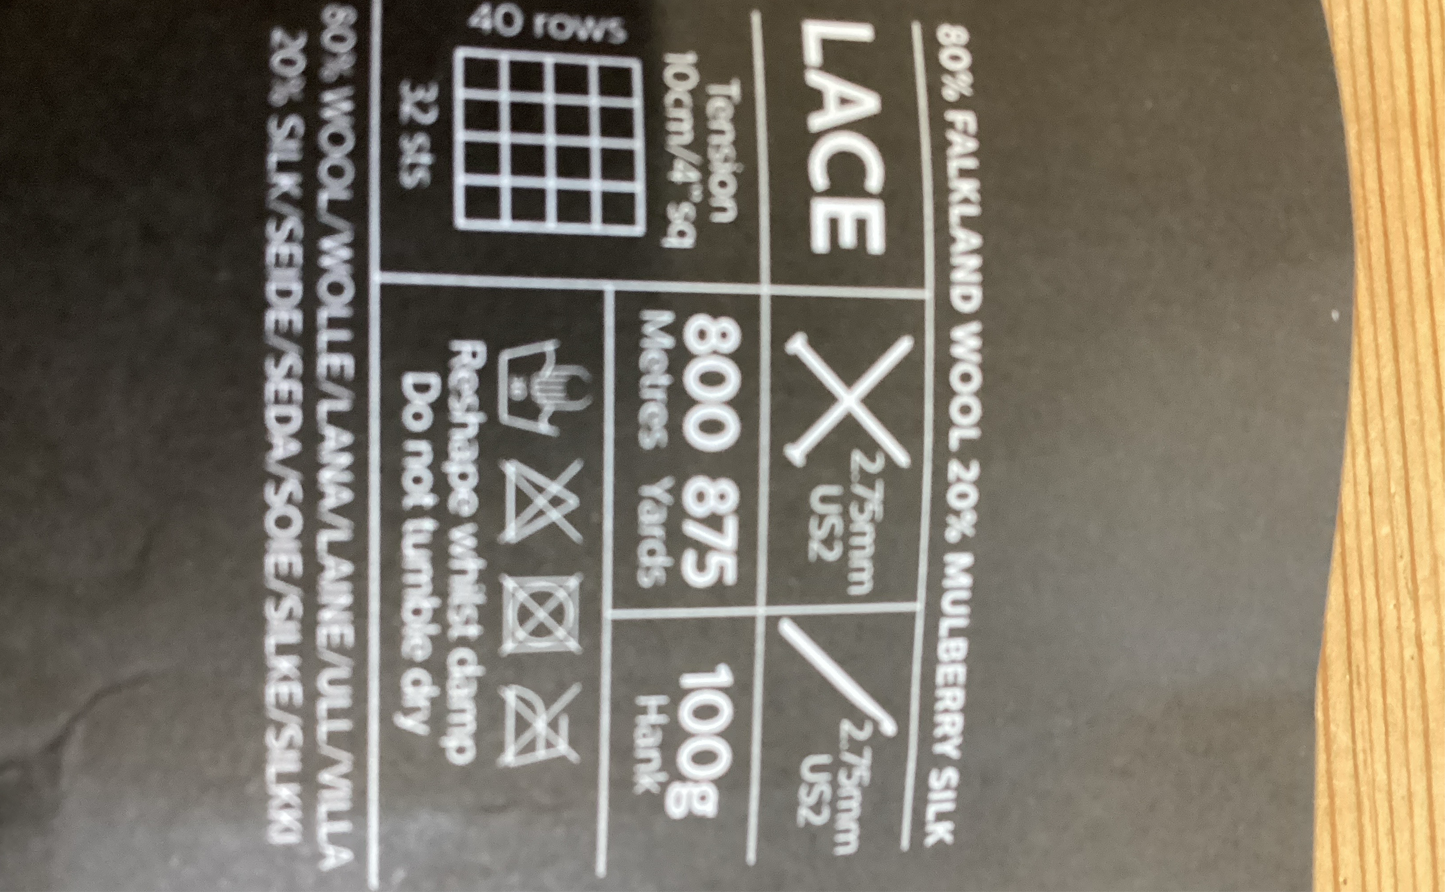 80% FALKLAND WOOL 20% MULBERRY SILK
LACE
2.75mm
US2
2.75mm
US2
Tension
10cm/4"sq
40 rows
32 sts
800 875
Metres Yards
100g
Hank
Reshape whilst damp
Do not tumble dry
80% WOOL/WOLLE/LANA/LAINE/ULL/VILLA
20% SILK/SEIDE/SEDA/SOIE/SILKE/SILKKI